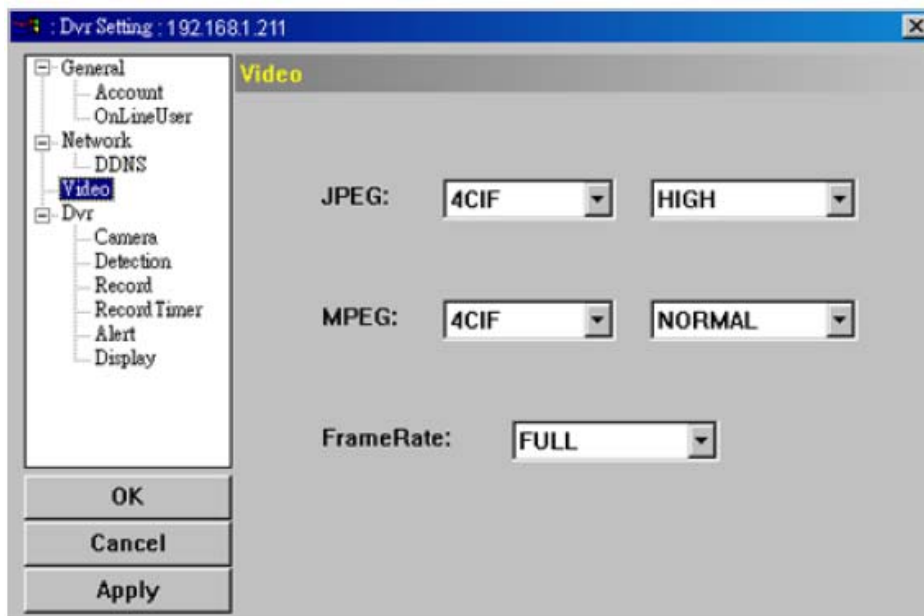 : Dvr Setting : 192.168.1.211
General
Account
OnLineUser
Network
DDNS
Video
Dvr
Camera
Detection
Record
Record Timer
Alert
Display
OK
Cancel
Apply
Video
JPEG: 4CIF HIGH
MPEG: 4CIF NORMAL
FrameRate: FULL